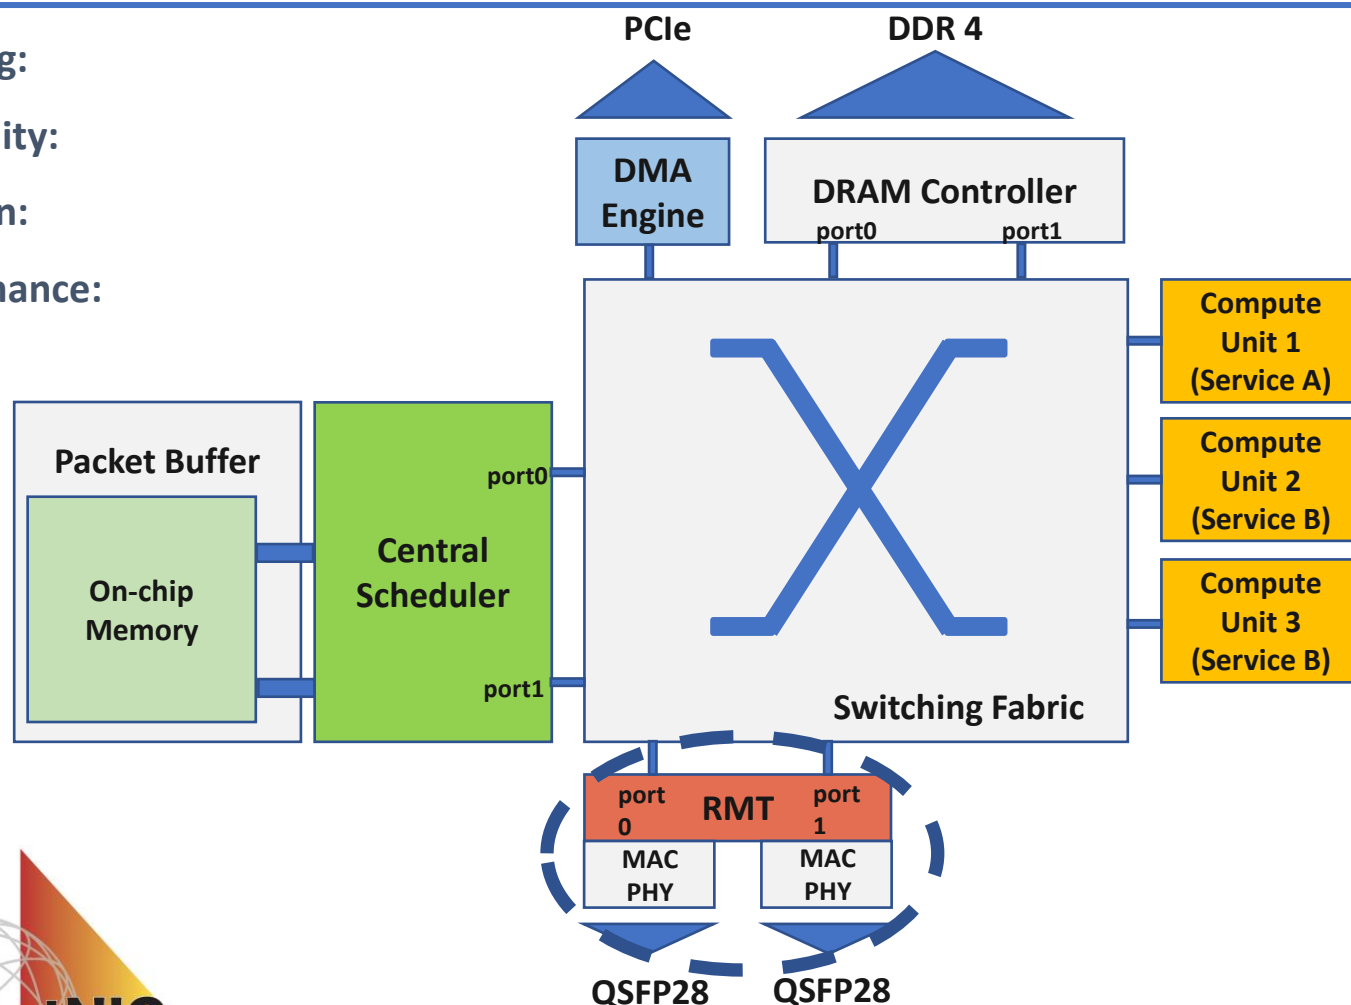 PCIe
DDR 4
g:
ity:
n:
nance:
DMA
Engine
DRAM Controller
port0
port1
Compute
Unit 1
(Service A)
Compute
Unit 2
(Service B)
Compute
Unit 3
(Service B)
Packet Buffer
On-chip
Memory
Central
Scheduler
port0
port1
Switching Fabric
port
0
RMT
port
1
MAC
PHY
MAC
PHY
QSFP28
QSFP28